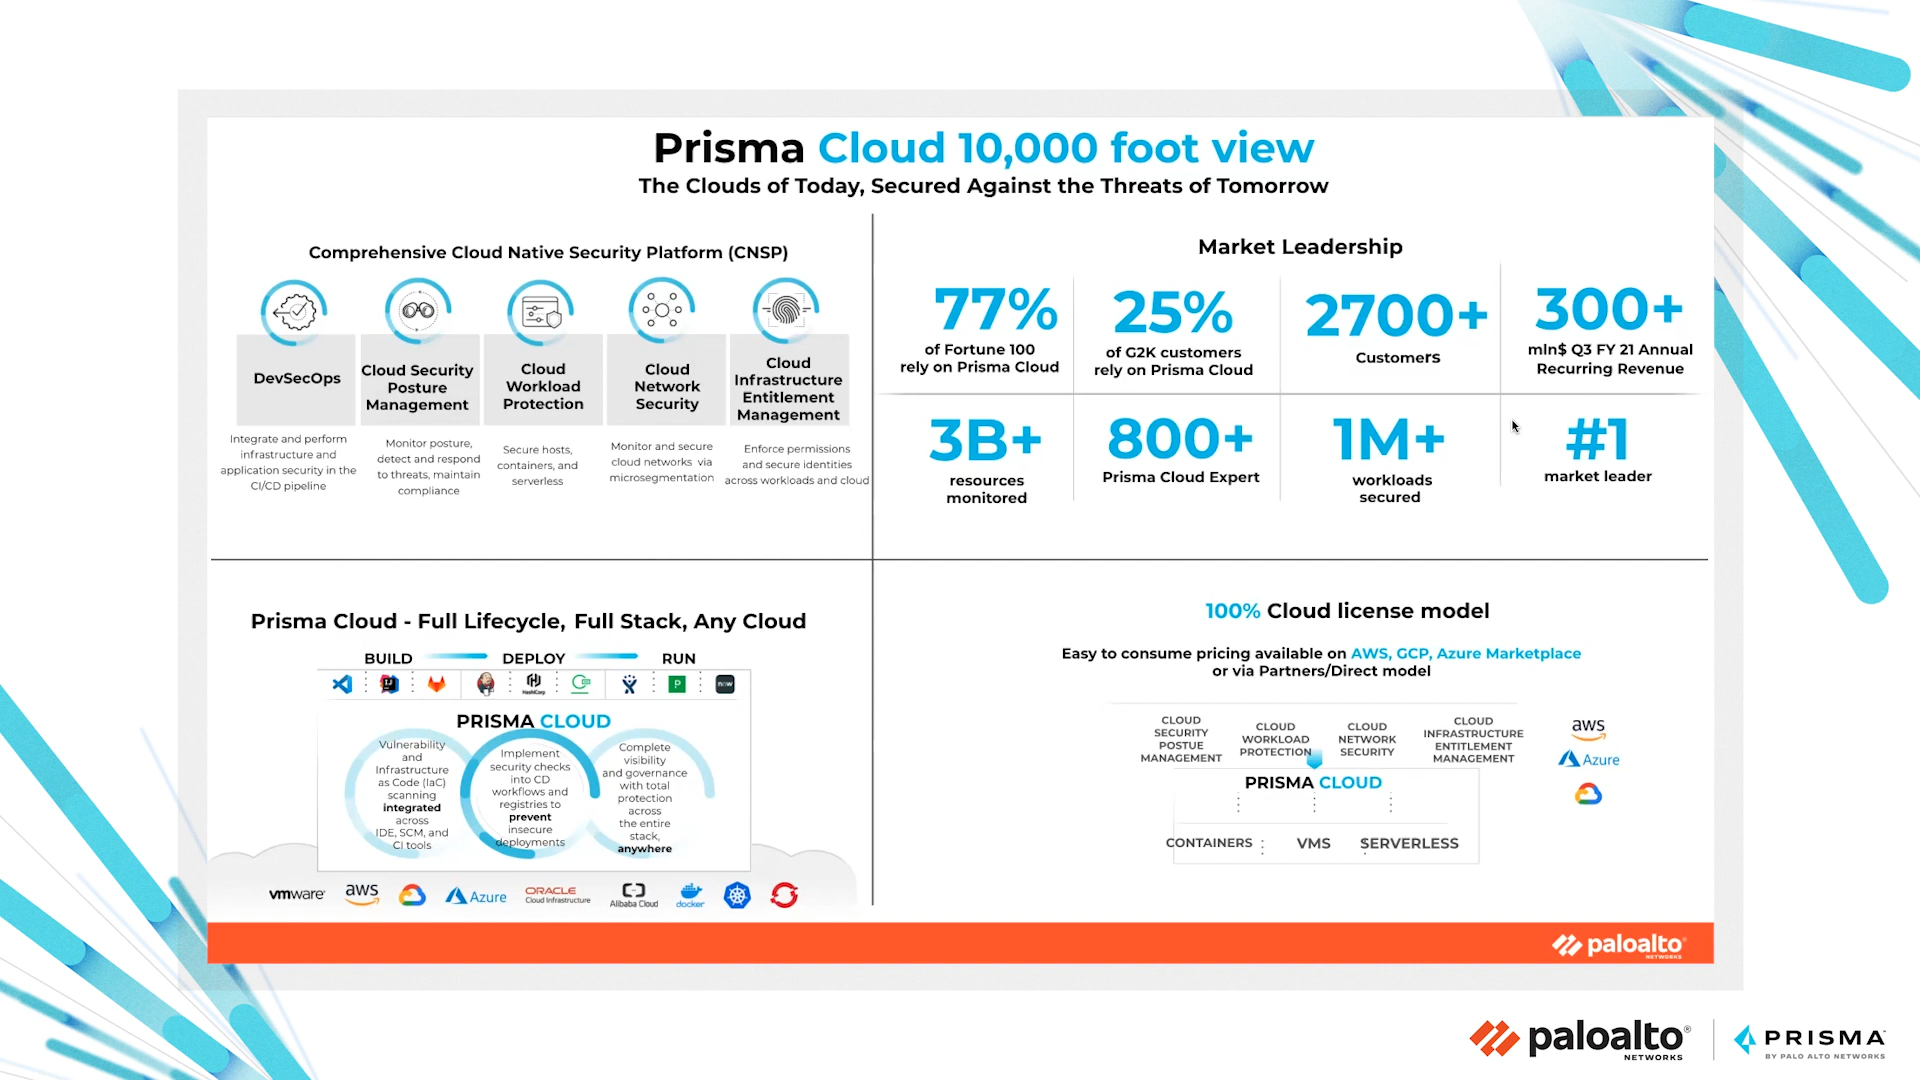 Prisma Cloud 10,000 foot view
The Clouds of Today, Secured Against the Threats of Tomorrow
Comprehensive Cloud Native Security Platform (CNSP)
DevSecOps
Integrate and perform
infrastructure and
application security in the
CI/CD pipeline
Cloud Security
Posture
Management
Monitor posture,
detect and respond
to threats, maintain
compliance
Cloud
Workload
Protection
Secure hosts,
containers, and
serverless
Cloud
Network
Security
Monitor and secure
cloud networks via
microsegmentation
Cloud
Infrastructure
Entitlement
Management
Enforce permissions
and secure identities
across workloads and cloud
Market Leadership
77%
of Fortune 100
rely on Prisma Cloud
25%
of G2K customers
rely on Prisma Cloud
2700+
Customers
300+
mln$ Q3 FY 21 Annual
Recurring Revenue
3B+
resources
monitored
800+
Prisma Cloud Expert
1M+
workloads
secured
#1
market leader
Prisma Cloud - Full Lifecycle, Full Stack, Any Cloud
BUILD DEPLOY RUN
IJ
HashiCorp
P
now
PRISMA CLOUD
Vulnerability
and
Infrastructure
as Code (IaC)
scanning
integrated
across
IDE, SCM, and
CI tools
Implement
security checks
into CD
workflows and
registries to
prevent
insecure
deployments
Complete
visibility
and governance
with total
protection
across
the entire
stack,
anywhere
vmware
aws
Azure
ORACLE
Cloud Infrastructure
Alibaba Cloud
docker
100% Cloud license model
Easy to consume pricing available on AWS, GCP, Azure Marketplace
or via Partners/Direct model
CLOUD
SECURITY
POSTUE
MANAGEMENT
CLOUD
WORKLOAD
PROTECTION
CLOUD
NETWORK
SECURITY
CLOUD
INFRASTRUCTURE
ENTITLEMENT
MANAGEMENT
PRISMA CLOUD
CONTAINERS VMS SERVERLESS
aws
Azure
paloalto
NETWORKS
paloalto®
NETWORKS
PRISMA
BY PALO ALTO NETWORKS